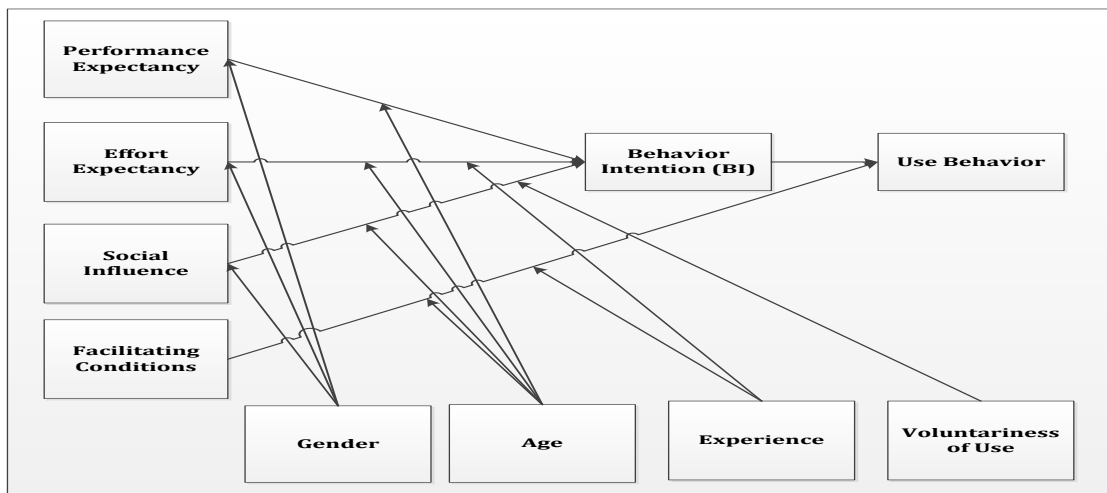 Performance
Expectancy
Effort
Expectancy
Behavior
Intention (BI)
Use Behavior
Social
Influence
Facilitating
Conditions
Gender
Age
Experience
Voluntariness
of Use